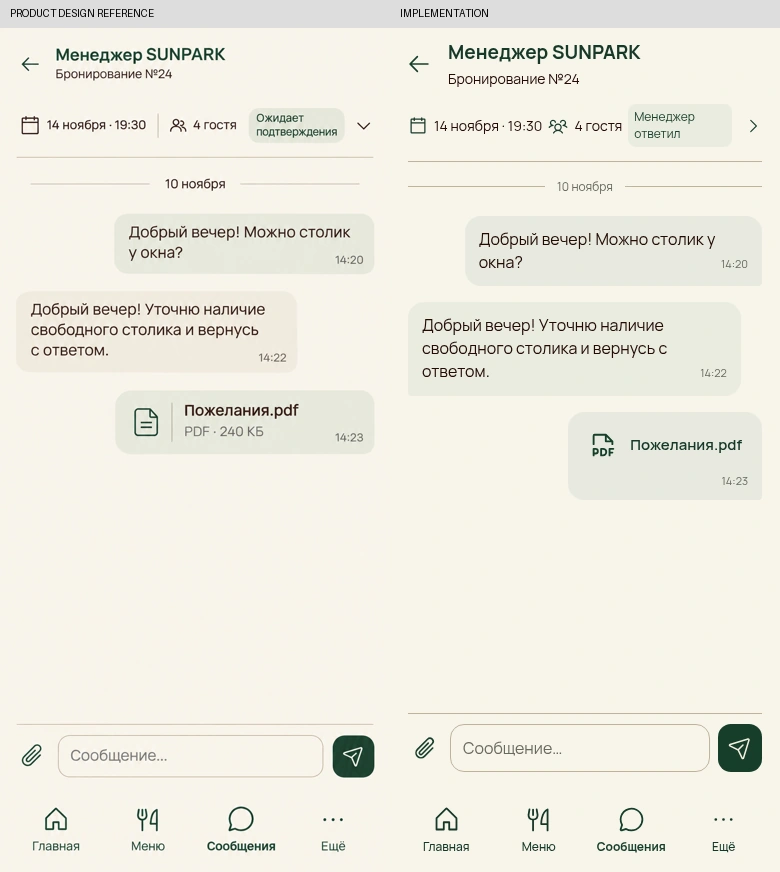 PRODUCT DESIGN REFERENCE
Менеджер SUNPARK
Бронирование №24
14 ноября · 19:30
4 гостя
Ожидает
подтверждения
10 ноября
Добрый вечер! Можно столик
у окна?
14:20
Добрый вечер! Уточню наличие
свободного столика и вернусь
с ответом.
14:22
Пожелания.pdf
PDF · 240 КБ
14:23
Сообщение...
Главная
Меню
Сообщения
Ещё
IMPLEMENTATION
Менеджер SUNPARK
Бронирование №24
14 ноября · 19:30
4 гостя
Менеджер
ответил
10 ноября
Добрый вечер! Можно столик у
окна?
14:20
Добрый вечер! Уточню наличие
свободного столика и вернусь с
ответом.
14:22
PDF
Пожелания.pdf
14:23
Сообщение...
Главная
Меню
Сообщения
Ещё